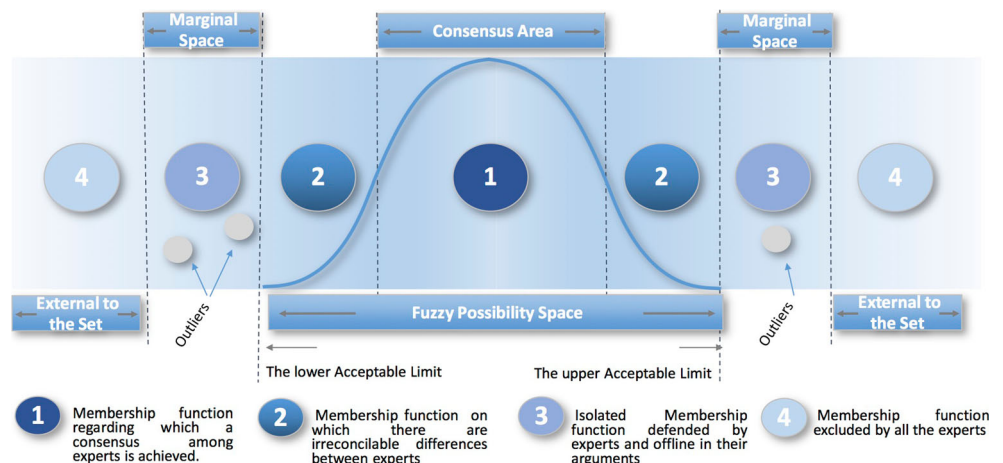 Marginal
Space
Consensus Area
Marginal
Space
4
3
2
1
2
3
4
External to
the Set
Outliers
Fuzzy Possibility Space
Outliers
External to
the Set
The lower Acceptable Limit
The upper Acceptable Limit
1
Membership function
regarding which a
consensus among
experts is achieved.
2
Membership function on
which there are
irreconcilable differences
between experts
3
Isolated Membership
function defended by
experts and offline in their
arguments
4
Membership function
excluded by all the experts